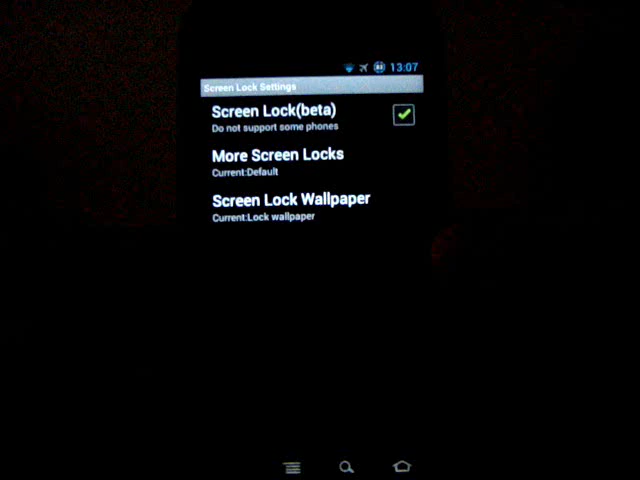 13:07
Screen Lock Settings
Screen Lock(beta)
Do not support some phones
More Screen Locks
Current:Default
Screen Lock Wallpaper
Current:Lock wallpaper